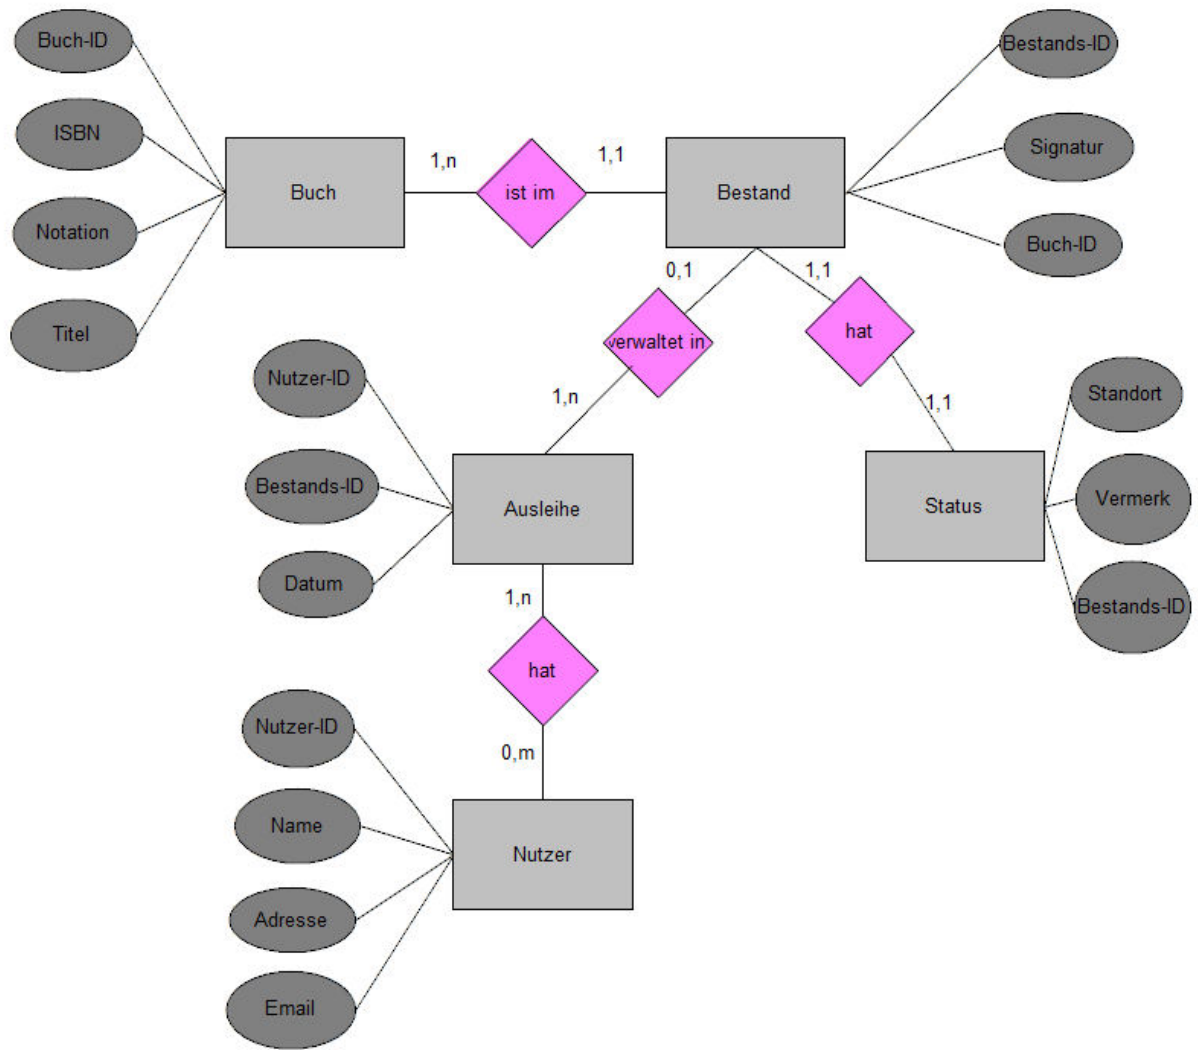 Buch-ID
ISBN
Notation
Titel
Buch
1,n
ist im
1,1
Bestand
Bestands-ID
Signatur
Buch-ID
0,1
verwaltet in
1,n
1,1
hat
1,1
Nutzer-ID
Bestands-ID
Datum
Ausleihe
Status
Standort
Vermerk
Bestands-ID
1,n
hat
0,m
Nutzer-ID
Name
Adresse
Email
Nutzer